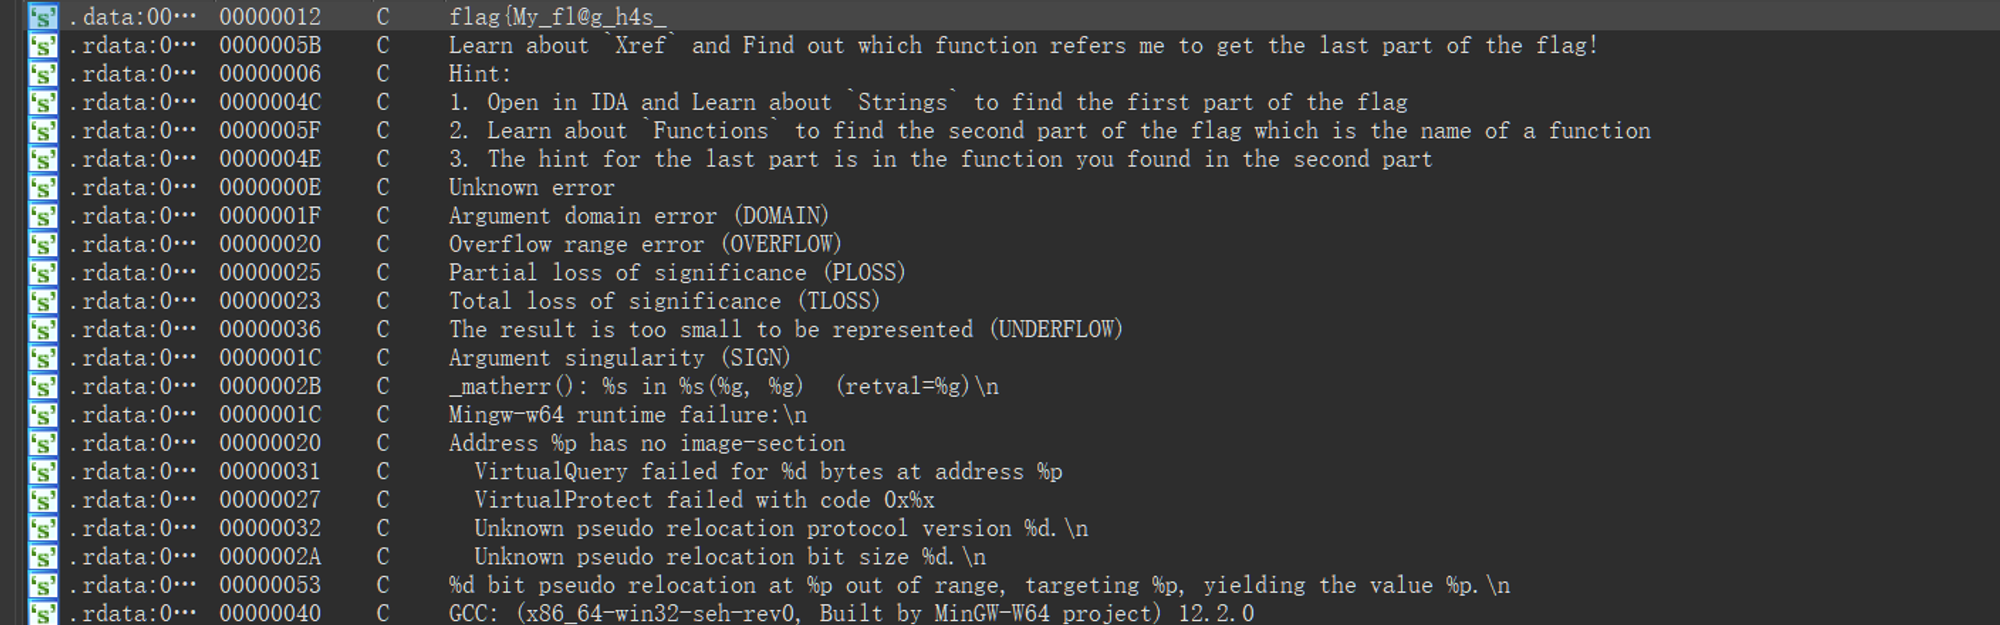 's' .data:00… 00000012 C flag{My_fl@g_h4s_
's' .rdata:0… 0000005B C Learn about `Xref` and Find out which function refers me to get the last part of the flag!
's' .rdata:0… 00000006 C Hint:
's' .rdata:0… 0000004C C 1. Open in IDA and Learn about `Strings` to find the first part of the flag
's' .rdata:0… 0000005F C 2. Learn about `Functions` to find the second part of the flag which is the name of a function
's' .rdata:0… 0000004E C 3. The hint for the last part is in the function you found in the second part
's' .rdata:0… 0000000E C Unknown error
's' .rdata:0… 0000001F C Argument domain error (DOMAIN)
's' .rdata:0… 00000020 C Overflow range error (OVERFLOW)
's' .rdata:0… 00000025 C Partial loss of significance (PLOSS)
's' .rdata:0… 00000023 C Total loss of significance (TLOSS)
's' .rdata:0… 00000036 C The result is too small to be represented (UNDERFLOW)
's' .rdata:0… 0000001C C Argument singularity (SIGN)
's' .rdata:0… 0000002B C _matherr(): %s in %s(%g, %g)  (retval=%g)\n
's' .rdata:0… 0000001C C Mingw-w64 runtime failure:\n
's' .rdata:0… 00000020 C Address %p has no image-section
's' .rdata:0… 00000031 C   VirtualQuery failed for %d bytes at address %p
's' .rdata:0… 00000027 C   VirtualProtect failed with code 0x%x
's' .rdata:0… 00000032 C   Unknown pseudo relocation protocol version %d.\n
's' .rdata:0… 0000002A C   Unknown pseudo relocation bit size %d.\n
's' .rdata:0… 00000053 C %d bit pseudo relocation at %p out of range, targeting %p, yielding the value %p.\n
's' .rdata:0… 00000040 C GCC: (x86_64-win32-seh-rev0, Built by MinGW-W64 project) 12.2.0